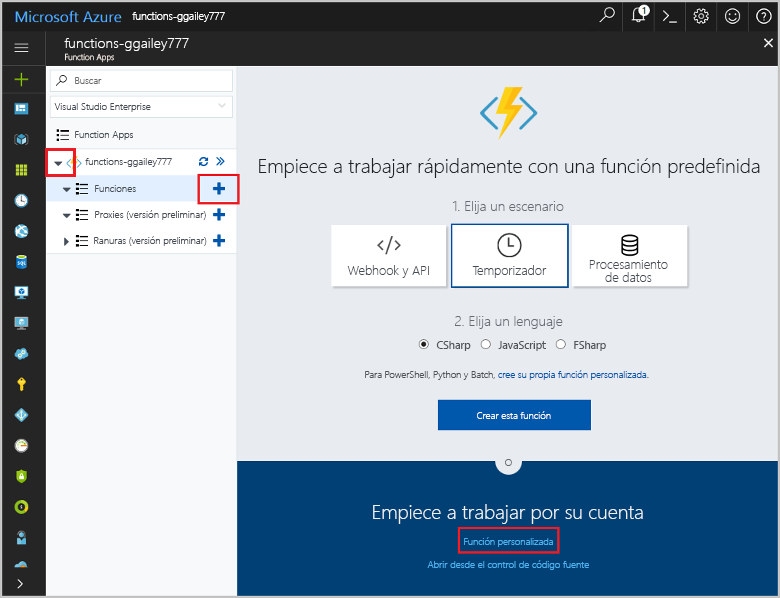 Microsoft Azure functions-ggailey777
1
functions-ggailey777
Function Apps
Buscar
Visual Studio Enterprise
Function Apps
functions-ggailey777
Funciones
Proxies (versión preliminar)
Ranuras (versión preliminar)
Empiece a trabajar rápidamente con una función predefinida
1. Elija un escenario
Webhook y API
Temporizador
Procesamiento
de datos
2. Elija un lenguaje
CSharp JavaScript FSharp
Para PowerShell, Python y Batch, cree su propia función personalizada.
Crear esta función
O
Empiece a trabajar por su cuenta
Función personalizada
Abrir desde el control de código fuente